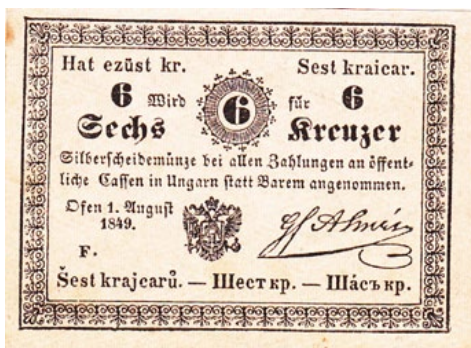 Hat ezüst kr. Sest kraicar.
6 Wird 6 für 6
Sechs Kreuzer
Silberscheidemünze bei allen Zahlungen an öffent-
liche Cassen in Ungarn statt Barem angenommen.
Ofen 1. August
1849.
F.
Šest krajcarů. — Шест кр. — Шáсъ кр.